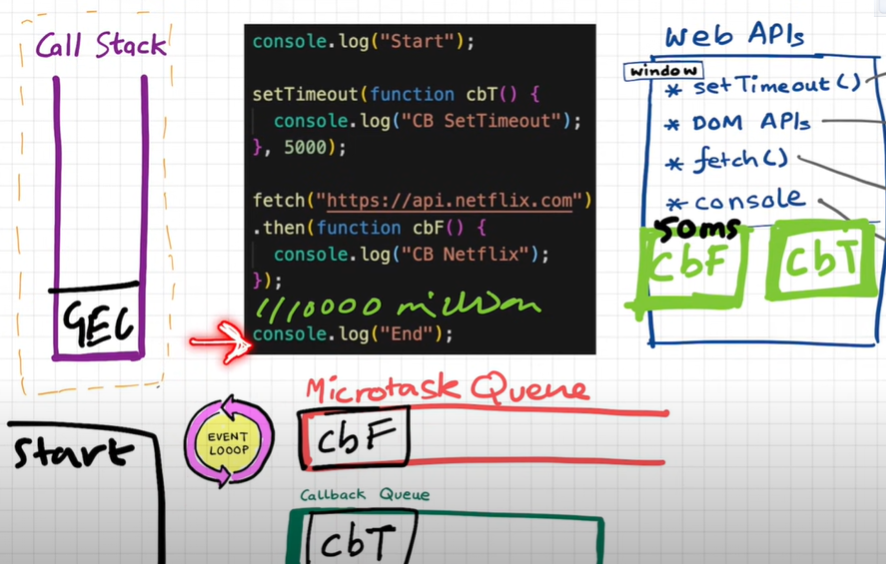 Call Stack
GEC
console.log("Start");
setTimeout(function cbT() {
console.log("CB SetTimeout");
}, 5000);
fetch("https://api.netflix.com")
.then(function cbF() {
console.log("CB Netflix");
});
10000 million
console.log("End");
Web APIs
window
* setTimeout()
* DOM APIs
* fetch()
* console
50ms
cbF
cbT
Start
EVENT
LOOOP
Microtask Queue
cbF
Callback Queue
cbT